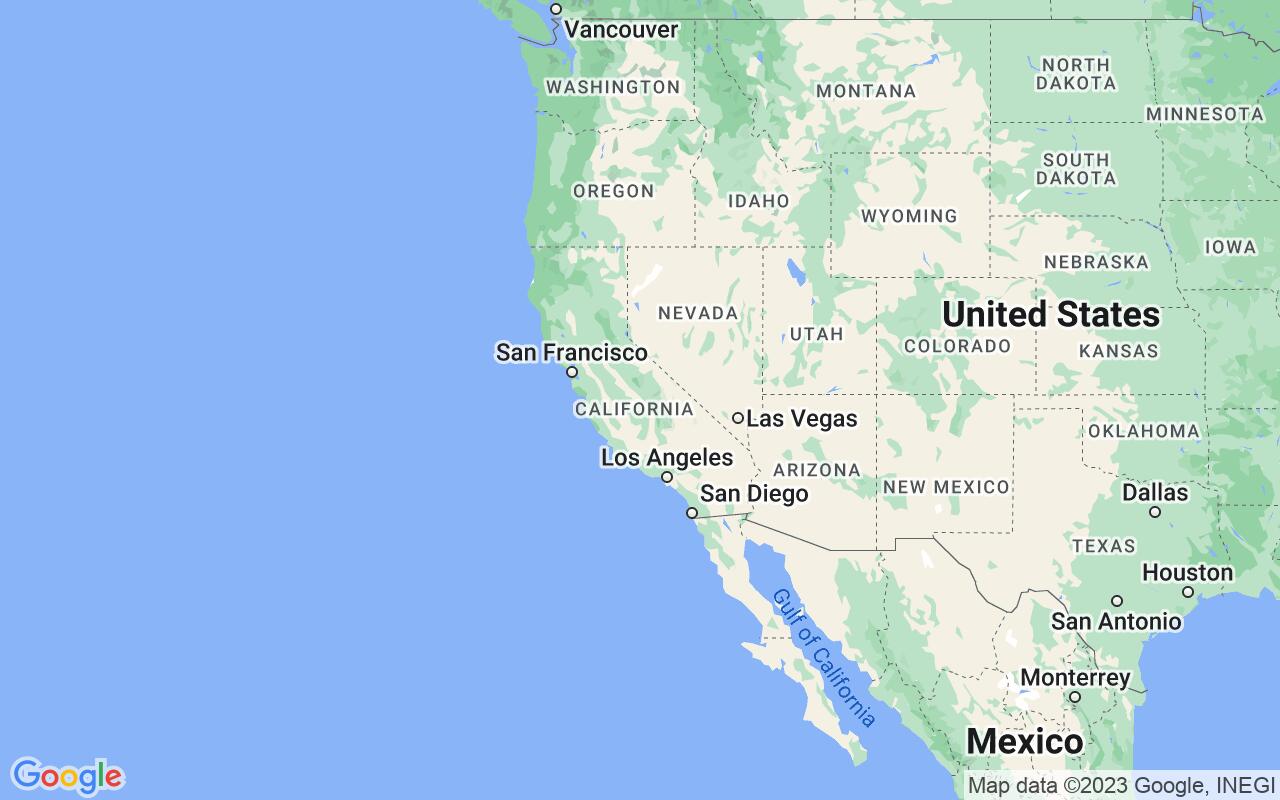 Vancouver
WASHINGTON
MONTANA
NORTH
DAKOTA
MINNESOTA
OREGON
IDAHO
WYOMING
SOUTH
DAKOTA
NEBRASKA
IOWA
NEVADA
UTAH
United States
COLORADO
KANSAS
San Francisco
CALIFORNIA
Las Vegas
OKLAHOMA
Los Angeles
ARIZONA
NEW MEXICO
San Diego
Dallas
TEXAS
Houston
San Antonio
Gulf of California
Monterrey
Mexico
Google
Map data ©2023 Google, INEGI